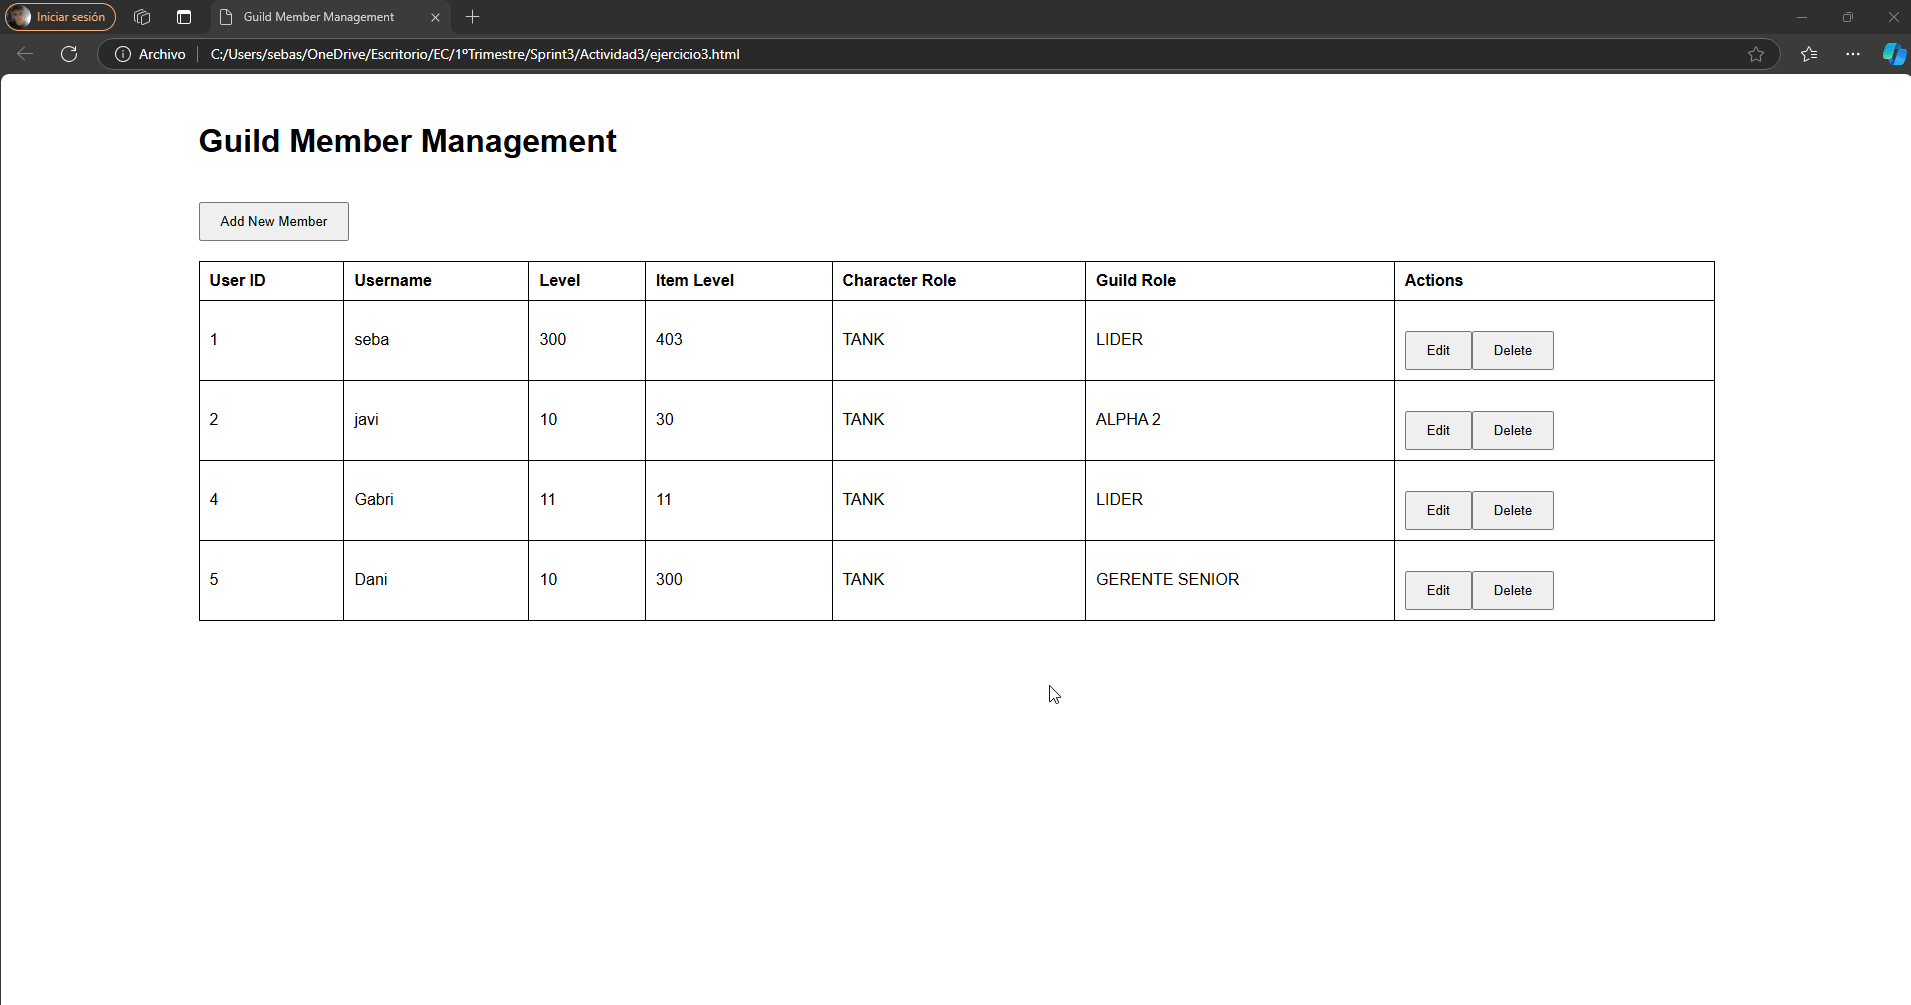 Iniciar sesión
Guild Member Management
Archivo
C:/Users/sebas/OneDrive/Escritorio/EC/1ºTrimestre/Sprint3/Actividad3/ejercicio3.html
Guild Member Management
Add New Member
User ID Username Level Item Level Character Role Guild Role Actions
1 seba 300 403 TANK LIDER Edit Delete
2 javi 10 30 TANK ALPHA 2 Edit Delete
4 Gabri 11 11 TANK LIDER Edit Delete
5 Dani 10 300 TANK GERENTE SENIOR Edit Delete